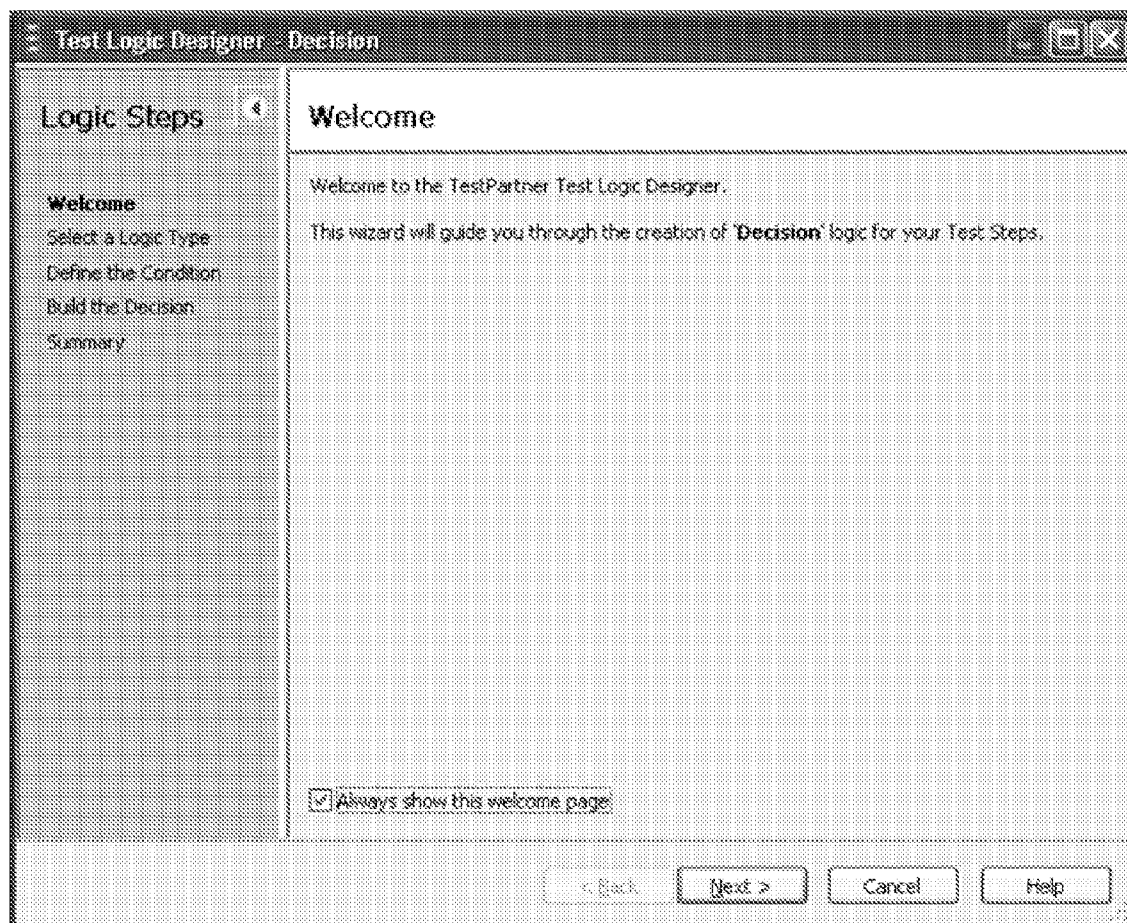 Test Logic Designer - Decision
Logic Steps
Welcome
Select a Logic Type
Define the Condition
Build the Decision
Summary
Welcome
Welcome to the TestPartner Test Logic Designer.
This wizard will guide you through the creation of 'Decision' logic for your Test Steps.
Always show this welcome page
< Back
Next >
Cancel
Help